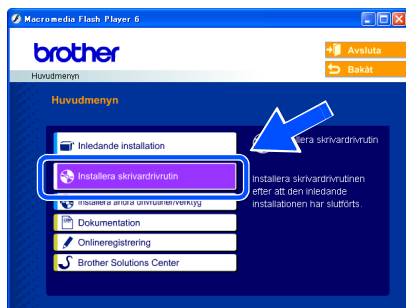 Macromedia Flash Player 6
brother
Avsluta
Bakåt
Huvudmenyn
Huvudmenyn
Inledande installation
Installera skrivardrivrutin
Installera andra drivrutiner/verktyg
Dokumentation
Onlineregistrering
Brother Solutions Center
skrivardrivrutin
Installera skrivardrivrutinen
efter att den inledande
installationen har slutförts.